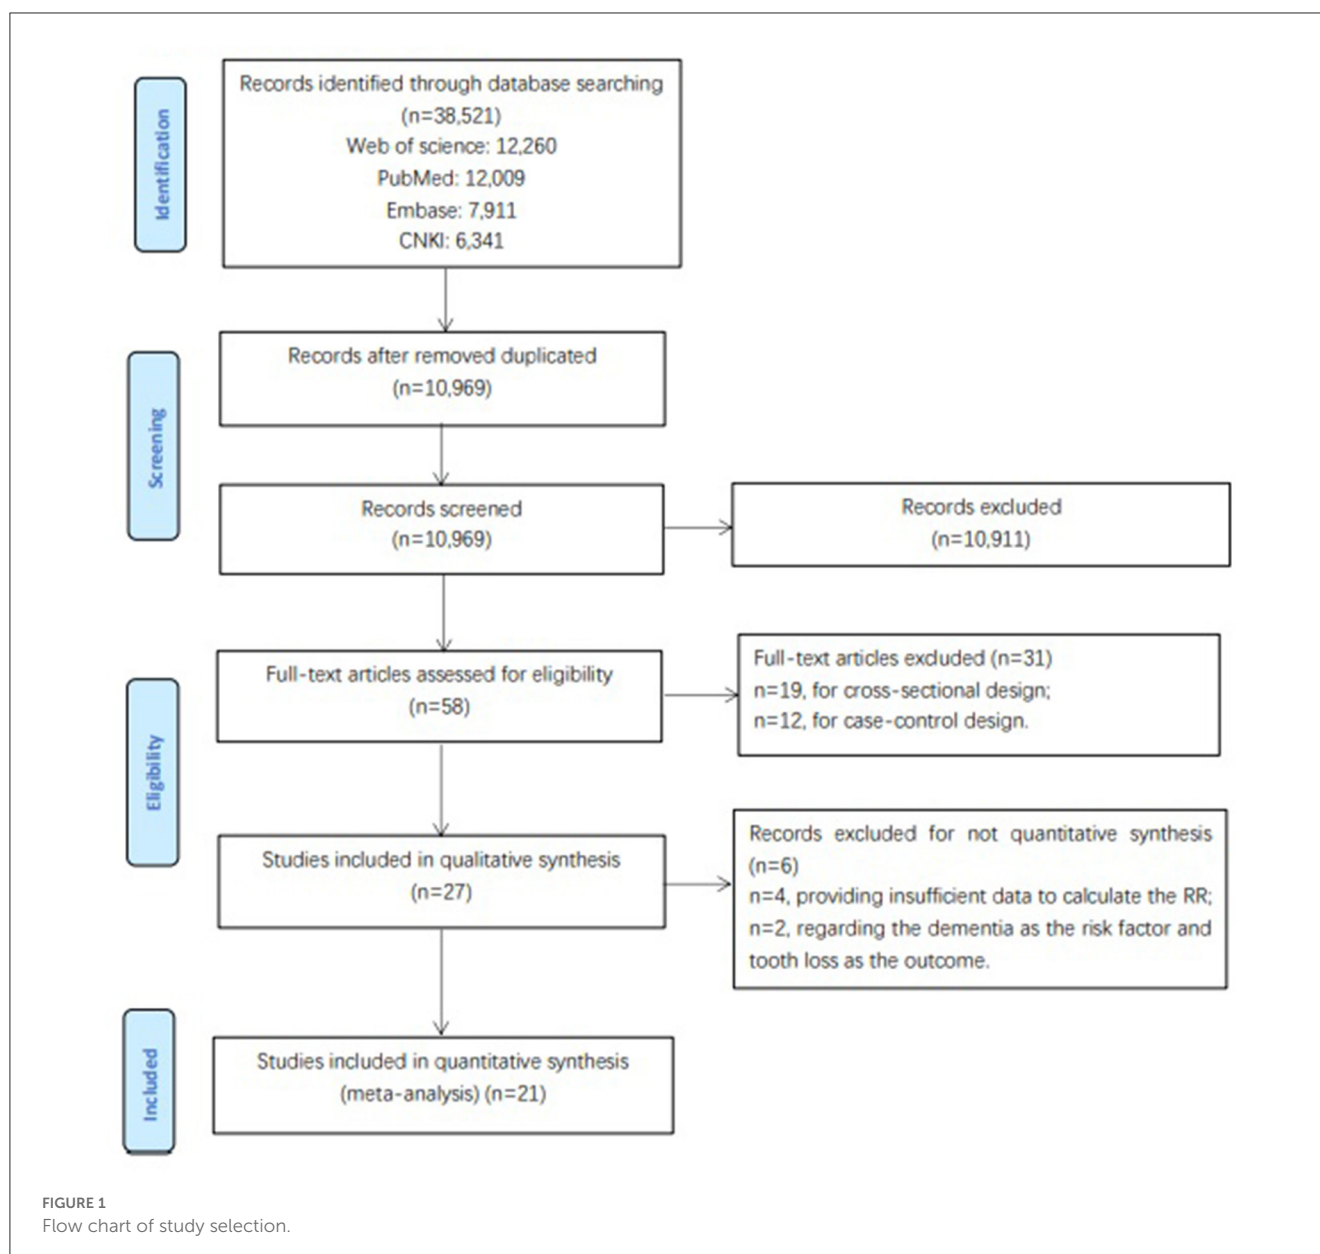 Identification
Records identified through database searching
(n=38,521)
Web of science: 12,260
PubMed: 12,009
Embase: 7,911
CNKI: 6,341
Screening
Records after removed duplicated
(n=10,969)
Records screened
(n=10,969)
Records excluded
(n=10,911)
Eligibility
Full-text articles assessed for eligibility
(n=58)
Full-text articles excluded (n=31)
n=19, for cross-sectional design;
n=12, for case-control design.
Studies included in qualitative synthesis
(n=27)
Records excluded for not quantitative synthesis
(n=6)
n=4, providing insufficient data to calculate the RR;
n=2, regarding the dementia as the risk factor and
tooth loss as the outcome.
Included
Studies included in quantitative synthesis
(meta-analysis) (n=21)
FIGURE 1
Flow chart of study selection.